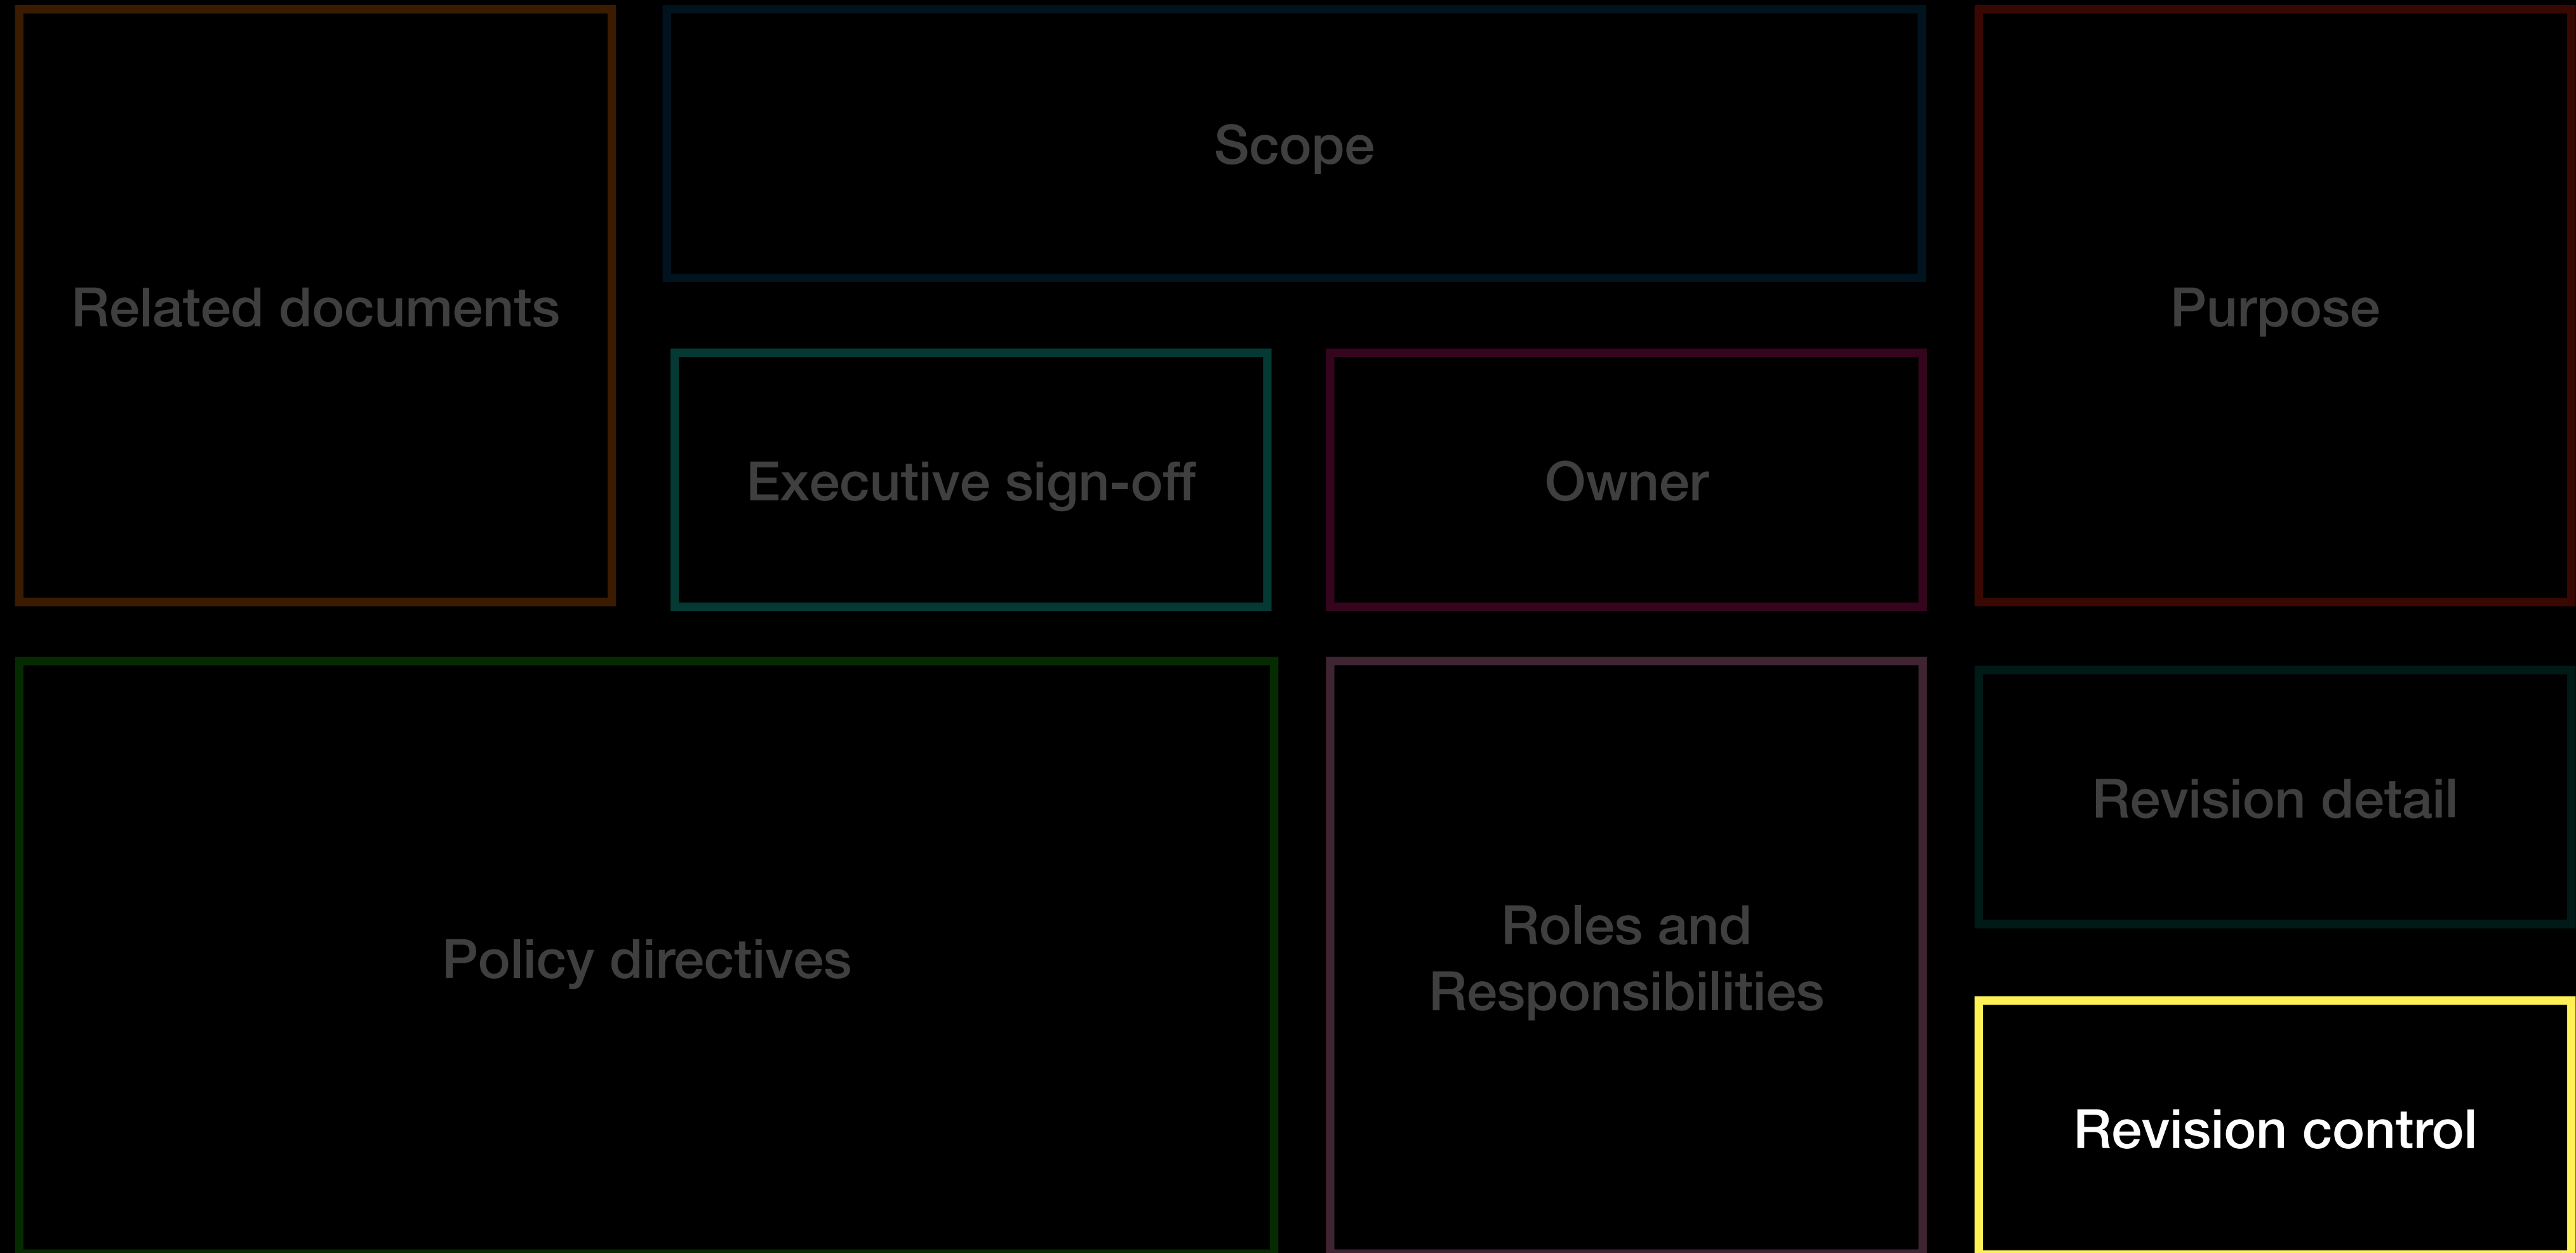 Scope
Related documents
Purpose
Executive sign-off
Owner
Revision detail
Policy directives
Roles and
Responsibilities
Revision control